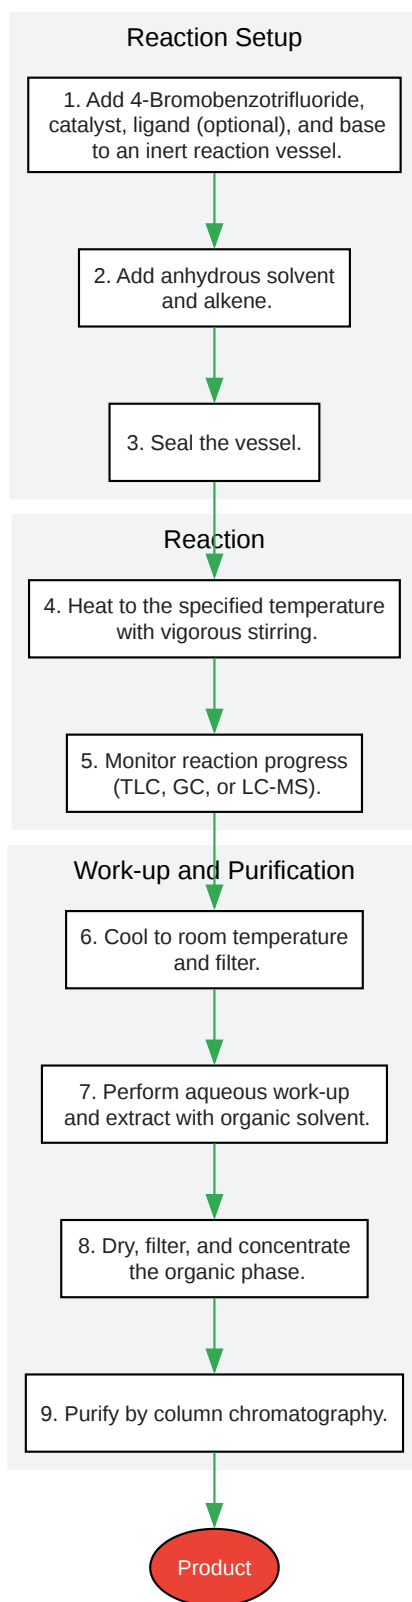 Reaction Setup
1. Add 4-Bromobenzotrifluoride,
catalyst, ligand (optional), and base
to an inert reaction vessel.
2. Add anhydrous solvent
and alkene.
3. Seal the vessel.
Reaction
4. Heat to the specified temperature
with vigorous stirring.
5. Monitor reaction progress
(TLC, GC, or LC-MS).
Work-up and Purification
6. Cool to room temperature
and filter.
7. Perform aqueous work-up
and extract with organic solvent.
8. Dry, filter, and concentrate
the organic phase.
9. Purify by column chromatography.
Product